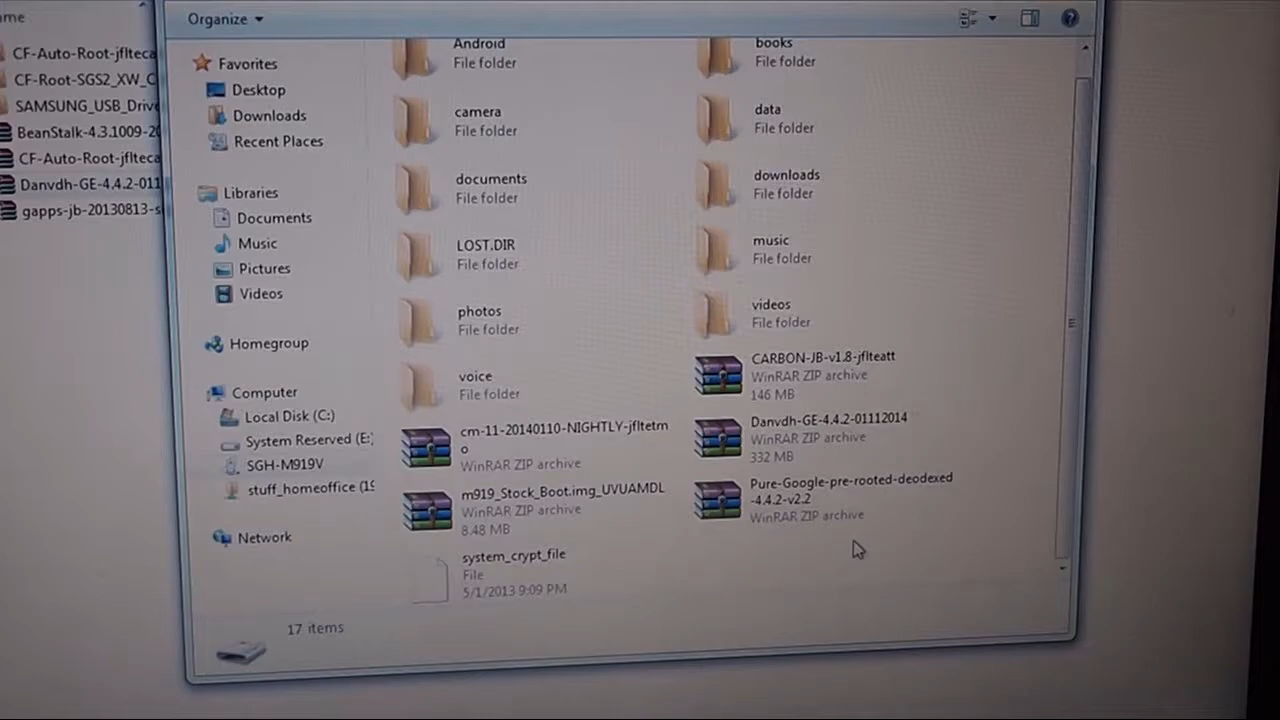 Organize
CF-Auto-Root-jflteca
CF-Root-SGS2_XW_C
SAMSUNG_USB_Drive
BeanStalk-4.3.1009-20
CF-Auto-Root-jflteca
Danvdh-GE-4.4.2-011
gapps-jb-20130813-s
Favorites
Desktop
Downloads
Recent Places
Libraries
Documents
Music
Pictures
Videos
Homegroup
Computer
Local Disk (C:)
System Reserved (E:
SGH-M919V
stuff_homeoffice (19
Network
Android
File folder
books
File folder
camera
File folder
data
File folder
documents
File folder
downloads
File folder
LOST.DIR
File folder
music
File folder
photos
File folder
videos
File folder
voice
File folder
CARBON-JB-v1.8-jflteatt
WinRAR ZIP archive
146 MB
cm-11-20140110-NIGHTLY-jfltetm
o
WinRAR ZIP archive
Danvdh-GE-4.4.2-01112014
WinRAR ZIP archive
332 MB
m919_Stock_Boot.img_UVUAMDL
WinRAR ZIP archive
8.48 MB
Pure-Google-pre-rooted-deodexed
-4.4.2-v2.2
WinRAR ZIP archive
system_crypt_file
File
5/1/2013 9:09 PM
17 items